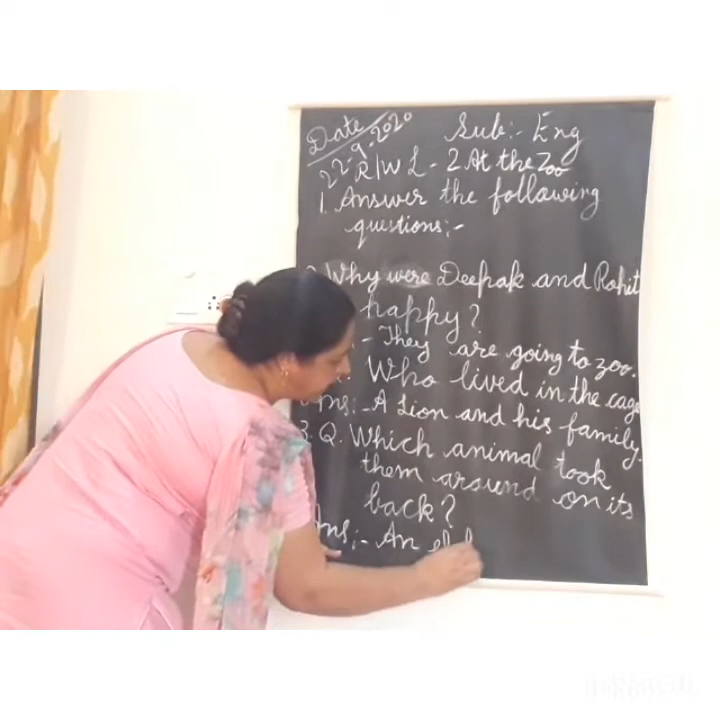 Date 22.9.2020
Sub:- Eng
R/W L-2 At the Zoo
1. Answer the following
questions:-
Why were Deepak and Rohit
happy?
:- They are going to zoo.
Who lived in the cage
Ans:- A Lion and his family.
3. Q. Which animal took
them around on its
back?
Ans:- An el